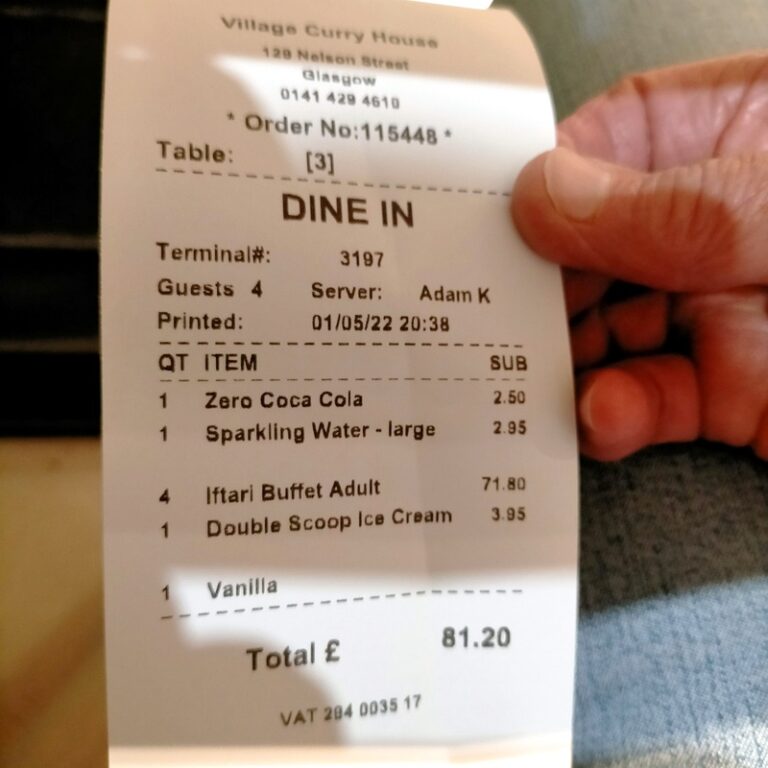 Village Curry House
129 Nelson Street
Glasgow
0141 429 4610
* Order No:115448 *
Table: [3]
DINE IN
Terminal#: 3197
Guests 4 Server: Adam K
Printed: 01/05/22 20:38
QT ITEM SUB
1 Zero Coca Cola 2.50
1 Sparkling Water - large 2.95
4 Iftari Buffet Adult 71.80
1 Double Scoop Ice Cream 3.95
1 Vanilla
Total £ 81.20
VAT 284 0035 17